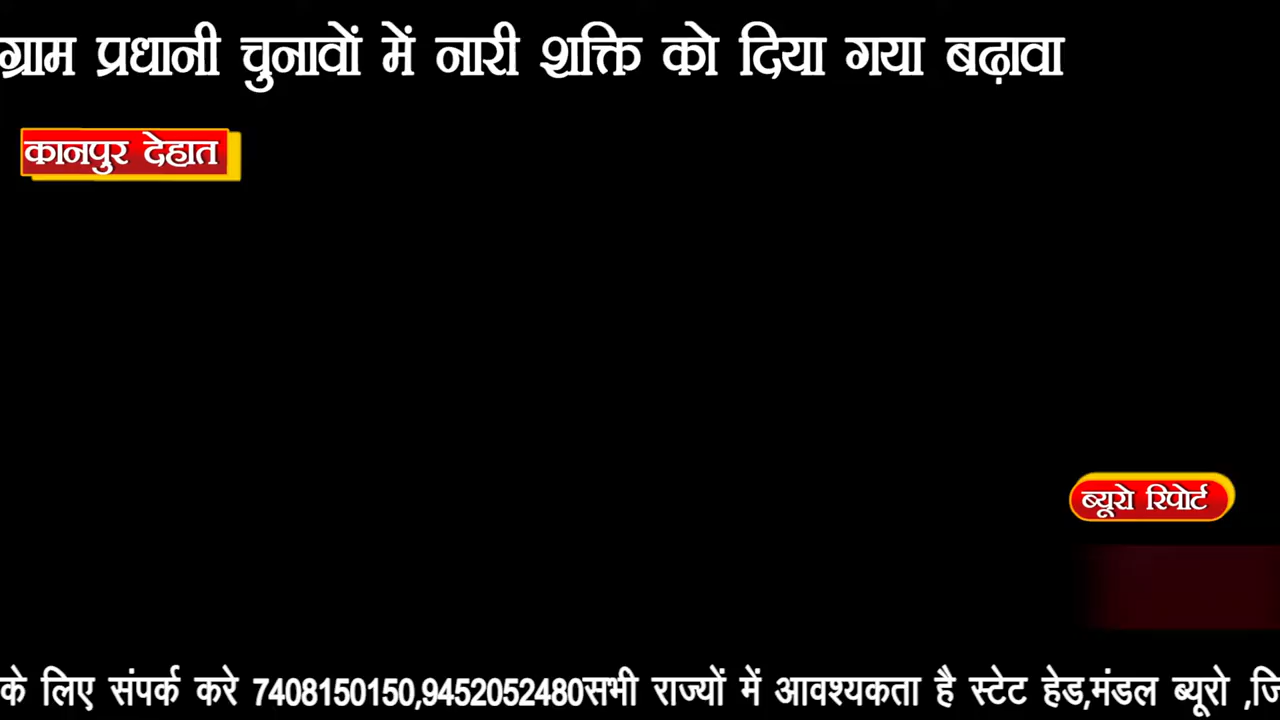 ग्राम प्रधानी चुनावों में नारी शक्ति को दिया गया बढ़ावा
कानपुर देहात
ब्यूरो रिपोर्ट
के लिए संपर्क करे 7408150150,9452052480सभी राज्यों में आवश्यकता है स्टेट हेड,मंडल ब्यूरो ,जि